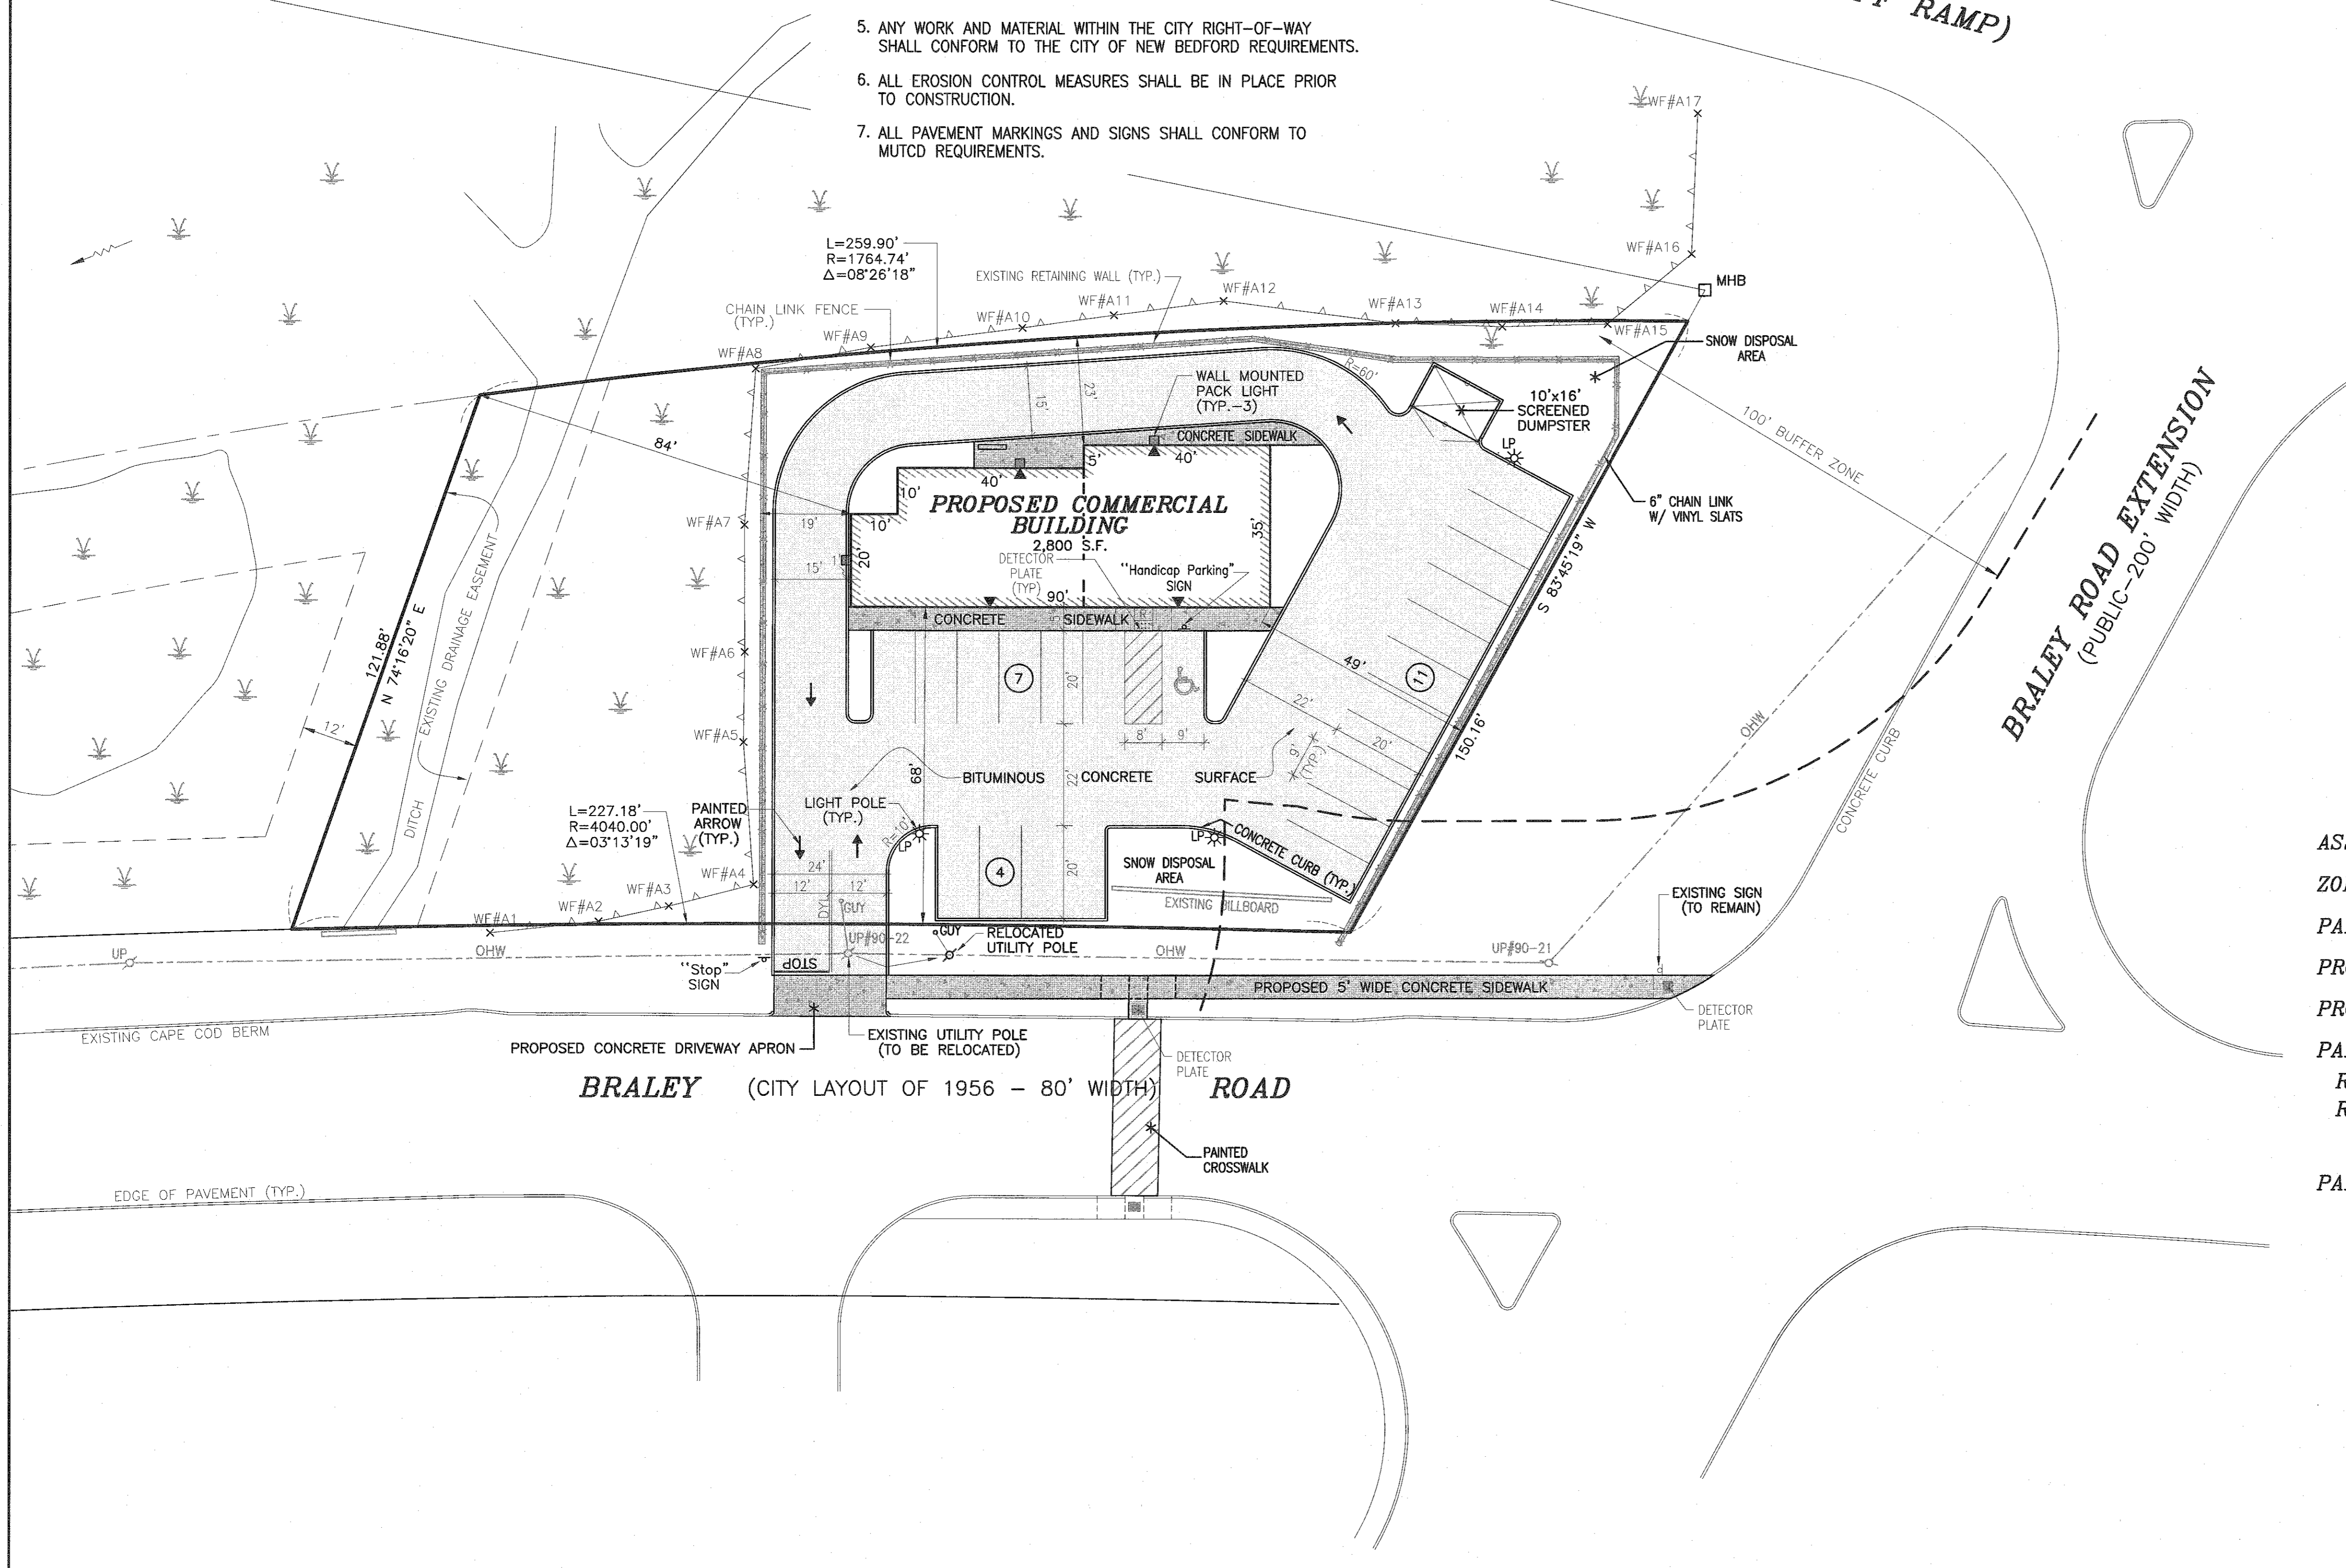 RAMP)
5. ANY WORK AND MATERIAL WITHIN THE CITY RIGHT-OF-WAY
SHALL CONFORM TO THE CITY OF NEW BEDFORD REQUIREMENTS.
6. ALL EROSION CONTROL MEASURES SHALL BE IN PLACE PRIOR
TO CONSTRUCTION.
7. ALL PAVEMENT MARKINGS AND SIGNS SHALL CONFORM TO
MUTCD REQUIREMENTS.
WF#A17
WF#A16
MHB
L=259.90'
R=1764.74'
Δ=08°26'18"
EXISTING RETAINING WALL (TYP.)
CHAIN LINK FENCE
(TYP.)
WF#A8
WF#A9
WF#A10
WF#A11
WF#A12
WF#A13
WF#A14
WF#A15
SNOW DISPOSAL
AREA
R=60'
WALL MOUNTED
PACK LIGHT
(TYP.-3)
10'x16'
SCREENED
DUMPSTER
15'
23'
100' BUFFER ZONE
84'
CONCRETE SIDEWALK
LP
5'
40'
40'
10'
10'
PROPOSED COMMERCIAL
BUILDING
2,800 S.F.
35'
6" CHAIN LINK
W/ VINYL SLATS
WF#A7
19'
15'
1'
20'
DETECTOR
PLATE
(TYP)
"Handicap Parking"
SIGN
90'
S 83°45'19" W
BRALEY ROAD EXTENSION
(PUBLIC-200' WIDTH)
121.88'
N 74°16'20" E
EXISTING DRAINAGE EASEMENT
12'
CONCRETE SIDEWALK
5'
WF#A6
7
20'
49'
11
22'
20'
9'
(TYP.)
150.16'
WF#A5
8'
9'
OHW
CONCRETE CURB
68'
BITUMINOUS CONCRETE SURFACE
22'
DITCH
L=227.18'
R=4040.00'
Δ=03°13'19"
PAINTED
ARROW
(TYP.)
LIGHT POLE
(TYP.)
R=10'
LP
LP
CONCRETE CURB (TYP.)
24'
12'
12'
DYL
GUY
4
20'
SNOW DISPOSAL
AREA
EXISTING BILLBOARD
EXISTING SIGN
(TO REMAIN)
WF#A4
WF#A3
WF#A2
WF#A1
UP
OHW
"Stop"
SIGN
STOP
UP#90-22
GUY
RELOCATED
UTILITY POLE
OHW
UP#90-21
PROPOSED 5' WIDE CONCRETE SIDEWALK
DETECTOR
PLATE
EXISTING CAPE COD BERM
PROPOSED CONCRETE DRIVEWAY APRON
EXISTING UTILITY POLE
(TO BE RELOCATED)
DETECTOR
PLATE
BRALEY (CITY LAYOUT OF 1956 - 80' WIDTH) ROAD
PAINTED
CROSSWALK
EDGE OF PAVEMENT (TYP.)